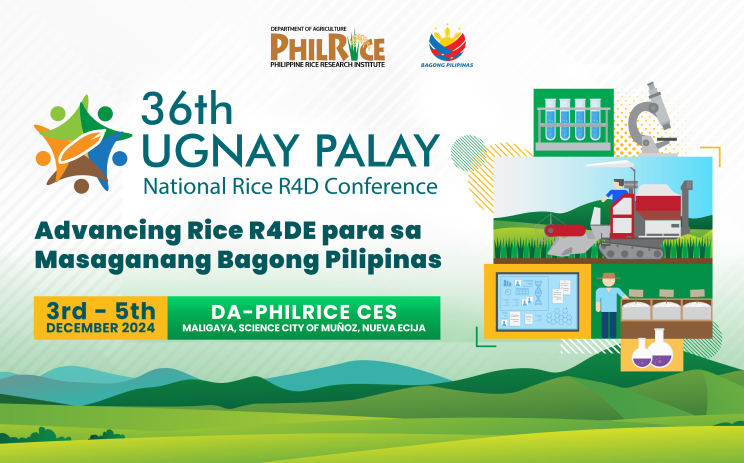 DEPARTMENT OF AGRICULTURE
PHILRICE
PHILIPPINE RICE RESEARCH INSTITUTE
BAGONG PILIPINAS
36th
UGNAY PALAY
National Rice R4D Conference
Advancing Rice R4DE para sa
Masaganang Bagong Pilipinas
3rd - 5th
DECEMBER 2024
DA-PHILRICE CES
MALIGAYA, SCIENCE CITY OF MUÑOZ, NUEVA ECIJA